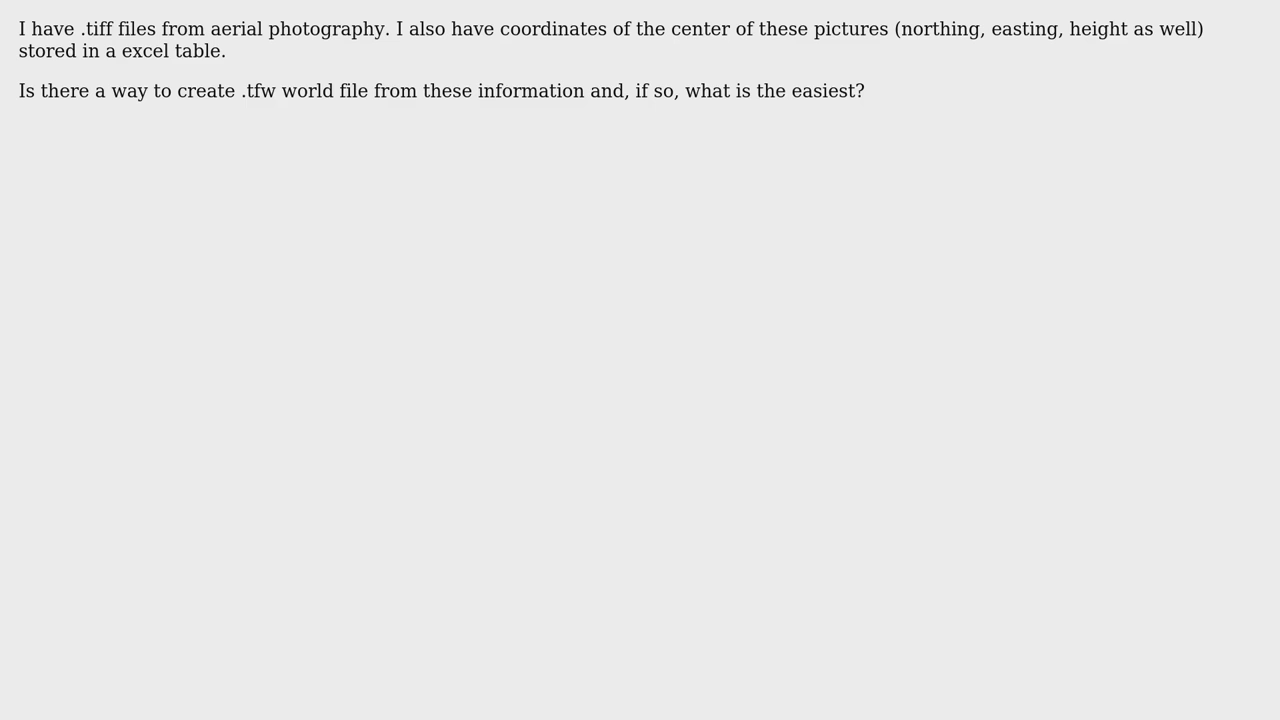 I have .tiff files from aerial photography. I also have coordinates of the center of these pictures (northing, easting, height as well)
stored in a excel table.
Is there a way to create .tfw world file from these information and, if so, what is the easiest?